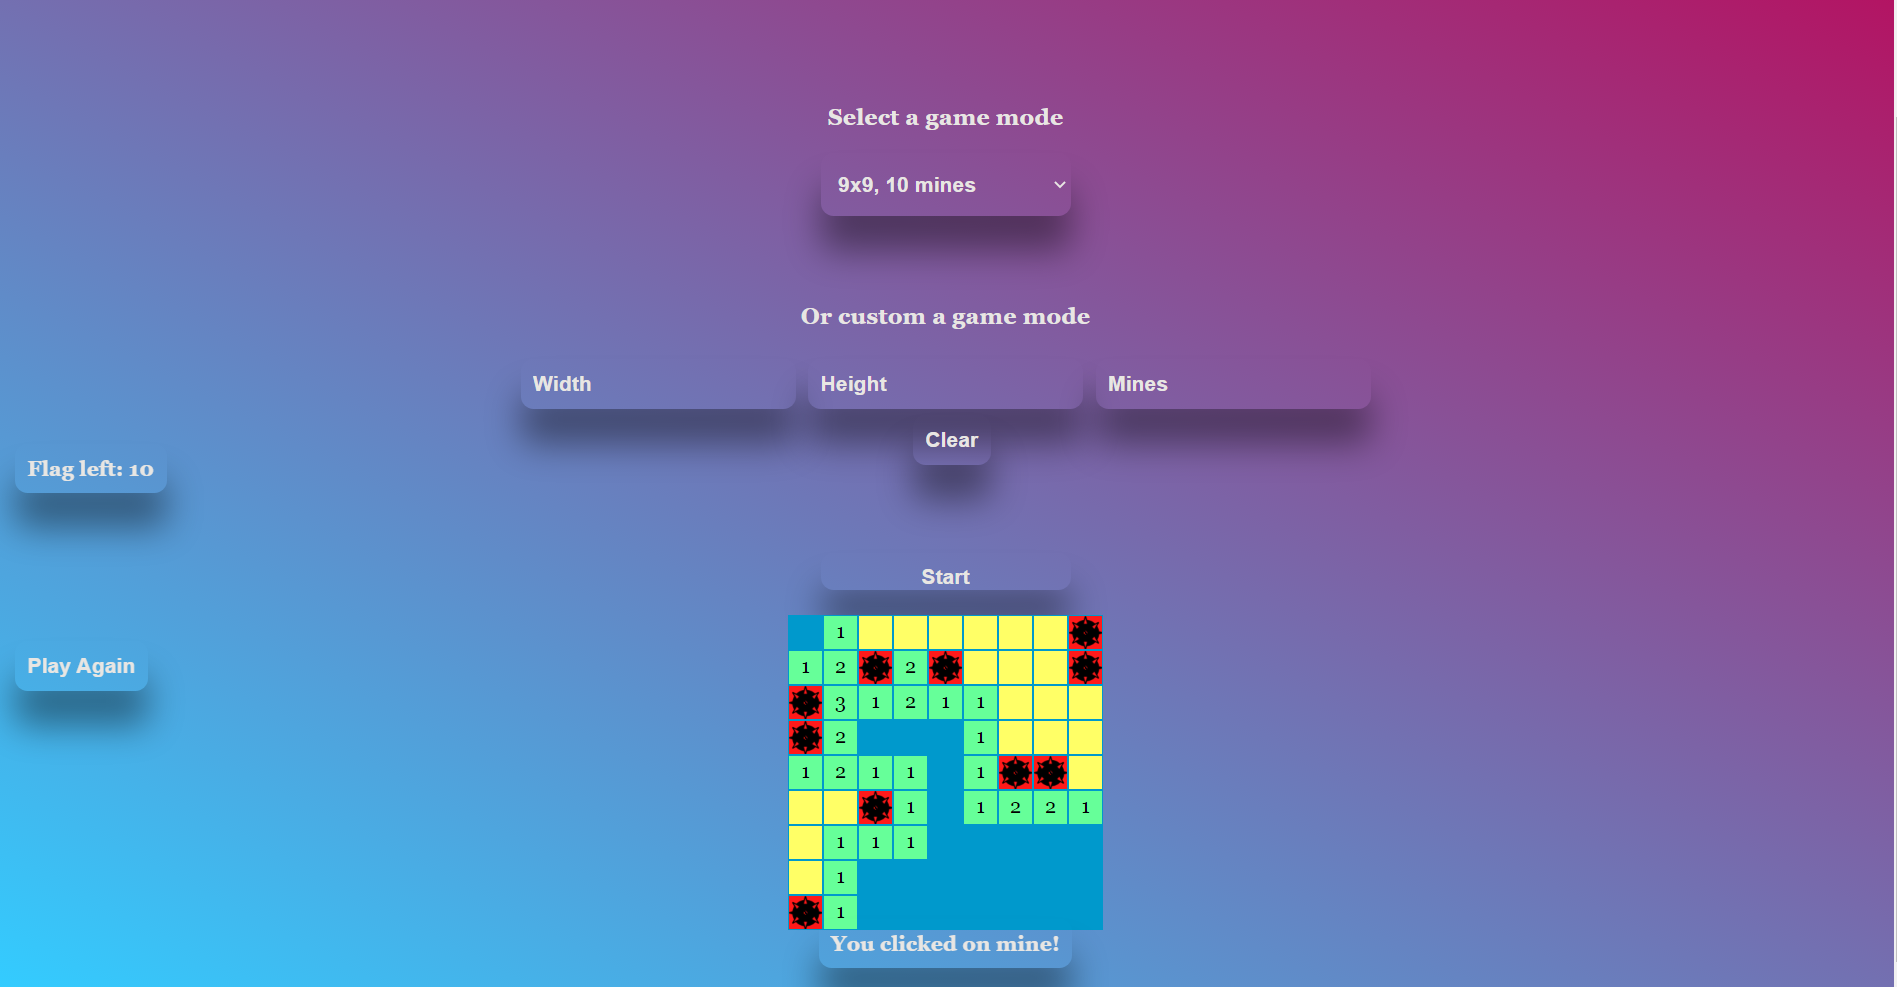 Select a game mode
9x9, 10 mines
Or custom a game mode
Width Height Mines
Clear
Flag left: 10
Start
Play Again
1
1 2 2
3 1 2 1 1
2 1
1 2 1 1 1
1 1 2 2 1
1 1 1
1
1
You clicked on mine!